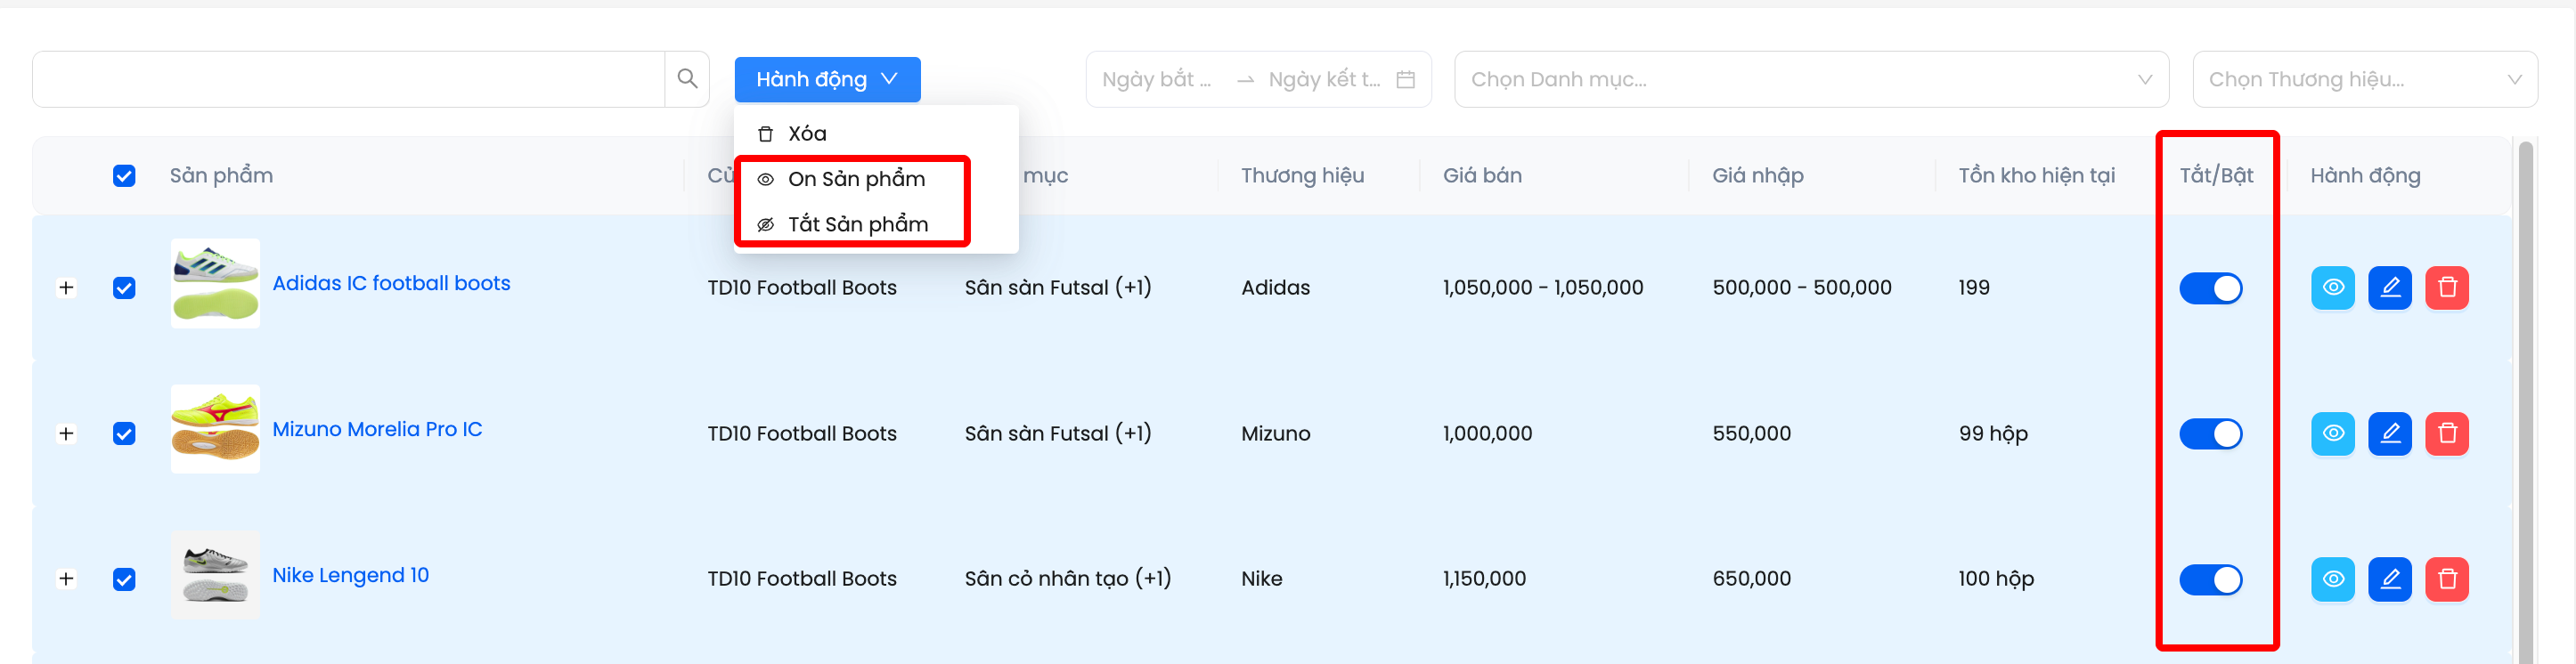 Hành động
Ngày bắt ... → Ngày kết t...
Chọn Danh mục...
Chọn Thương hiệu...
Xóa
On Sản phẩm
Tắt Sản phẩm
Sản phẩm
Cử
mục
Thương hiệu
Giá bán
Giá nhập
Tồn kho hiện tại
Tắt/Bật
Hành động
Adidas IC football boots
TD10 Football Boots
Sân sàn Futsal (+1)
Adidas
1,050,000 - 1,050,000
500,000 - 500,000
199
Mizuno Morelia Pro IC
TD10 Football Boots
Sân sàn Futsal (+1)
Mizuno
1,000,000
550,000
99 hộp
Nike Lengend 10
TD10 Football Boots
Sân cỏ nhân tạo (+1)
Nike
1,150,000
650,000
100 hộp